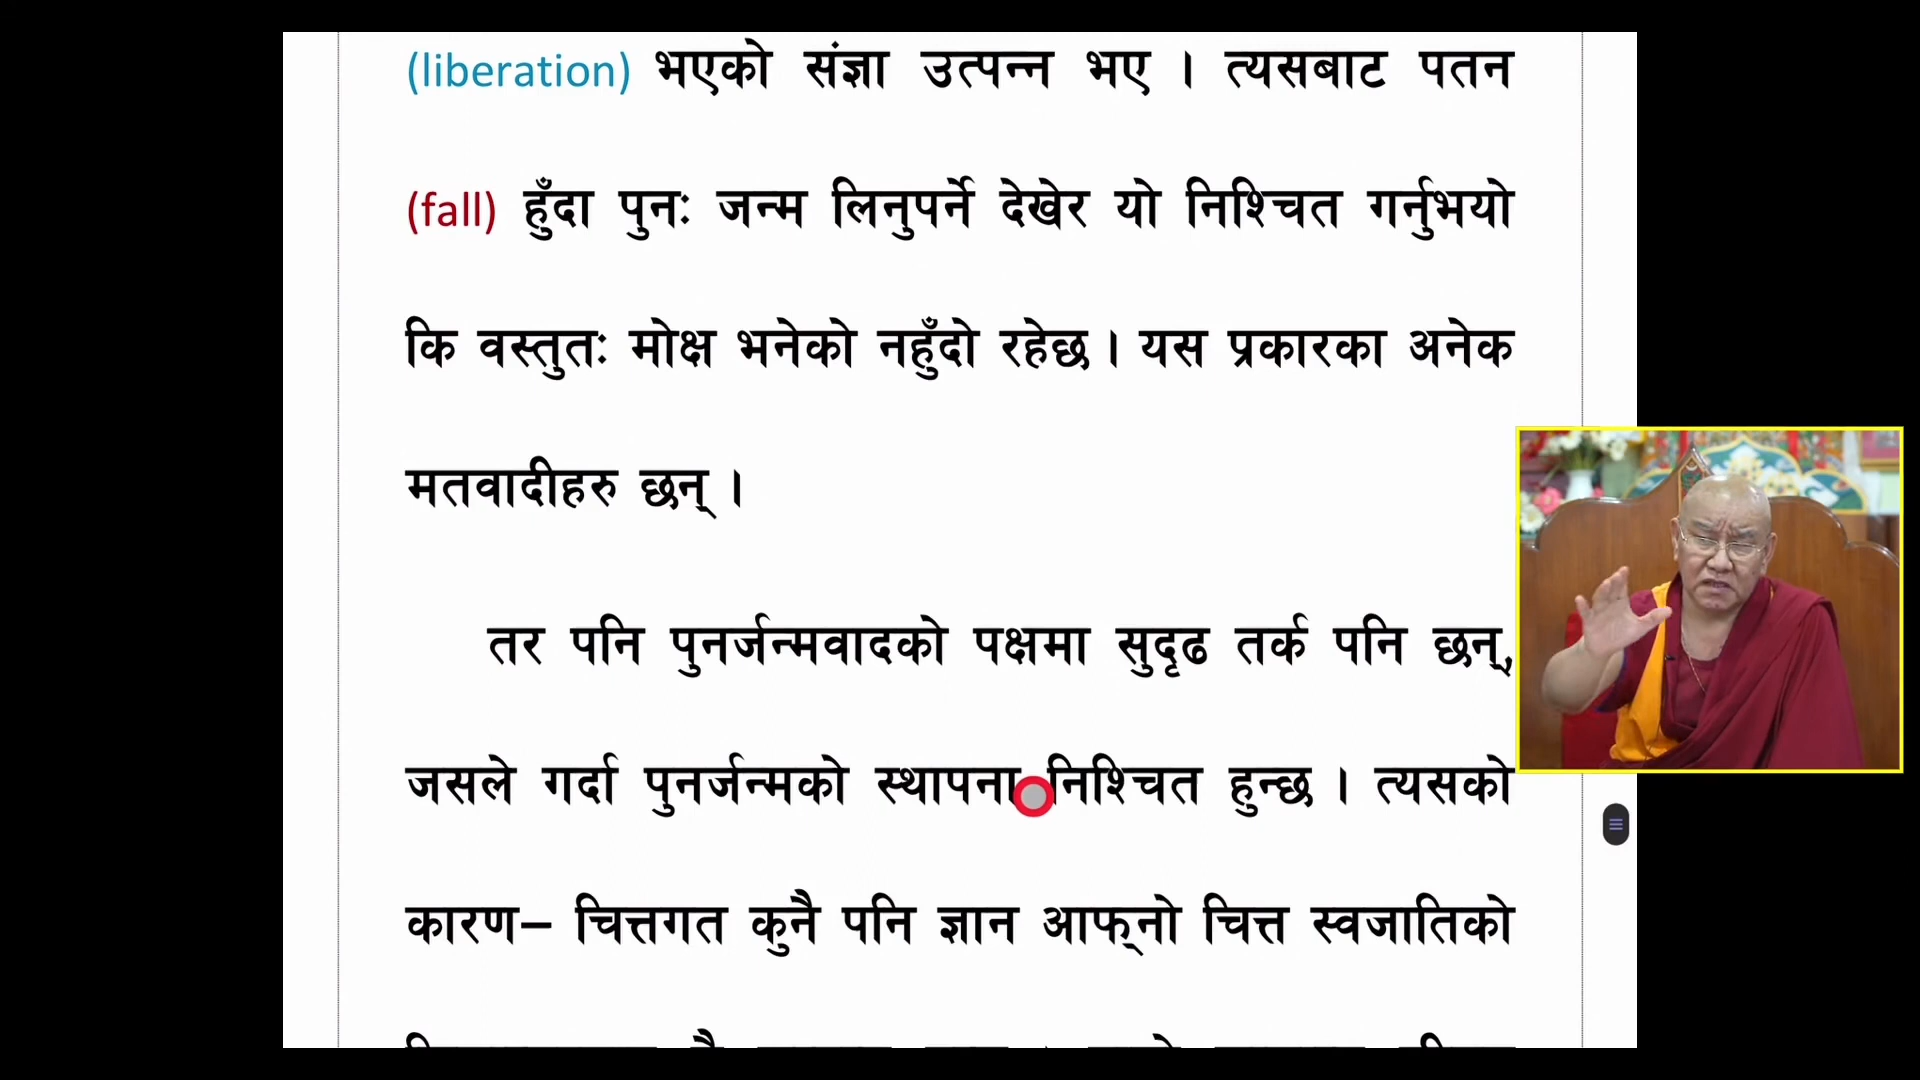 (liberation) भएको संज्ञा उत्पन्न भए । त्यसबाट पतन
(fall) हुँदा पुनः जन्म लिनुपर्ने देखेर यो निश्चित गर्नुभयो
कि वस्तुतः मोक्ष भनेको नहुँदो रहेछ । यस प्रकारका अनेक
मतवादीहरु छन् ।
तर पनि पुनर्जन्मवादको पक्षमा सुदृढ तर्क पनि छन्,
जसले गर्दा पुनर्जन्मको स्थापना निश्चित हुन्छ । त्यसको
कारण– चित्तगत कुनै पनि ज्ञान आफ्‌नो चित्त स्वजातिको